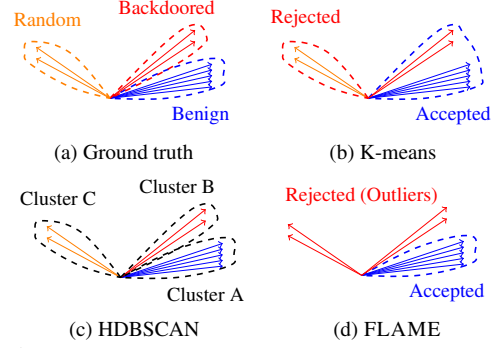 Random
Backdoored
Benign
(a) Ground truth
Rejected
Accepted
(b) K-means
Cluster C
Cluster B
Cluster A
(c) HDBSCAN
Rejected (Outliers)
Accepted
(d) FLAME